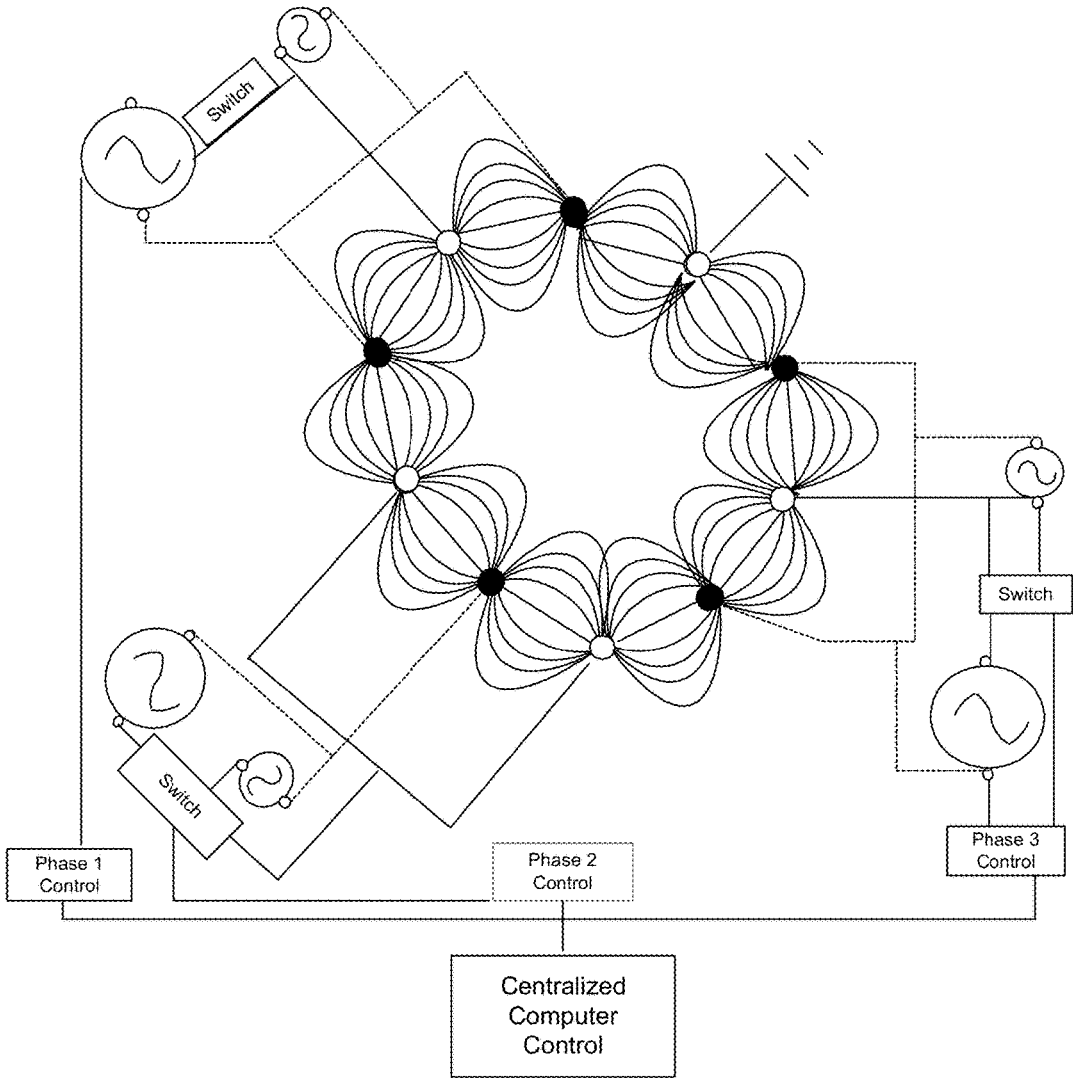 Switch
Switch
Switch
Phase 1
Control
Phase 2
Control
Phase 3
Control
Centralized
Computer
Control